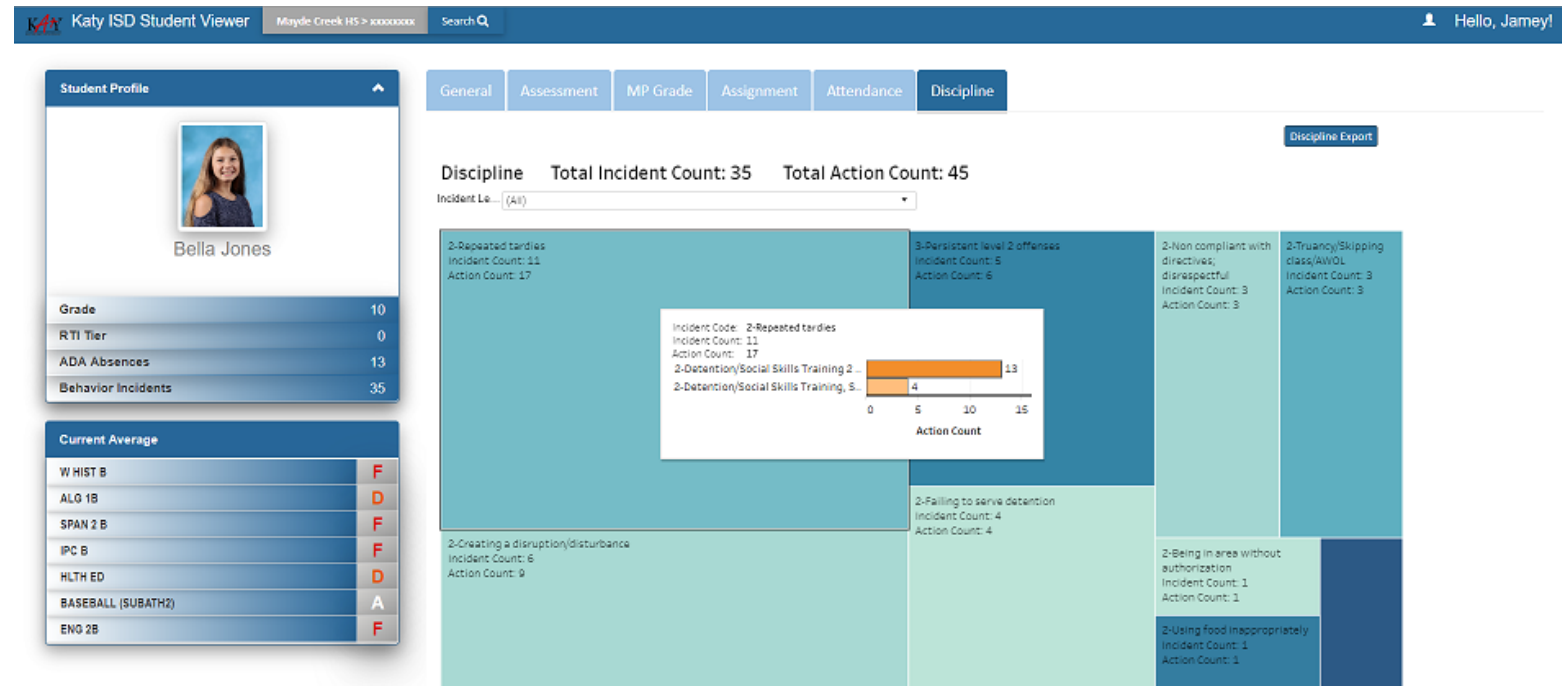 KATY Katy ISD Student Viewer
Mayde Creek HS > xxxxxxxx
Search
Hello, Jamey!
Student Profile
Bella Jones
Grade 10
RTI Tier 0
ADA Absences 13
Behavior Incidents 35
Current Average
W HIST B F
ALG 1B D
SPAN 2 B F
IPC B F
HLTH ED D
BASEBALL (SUBATH2) A
ENG 2B F
General Assessment MP Grade Assignment Attendance Discipline
Discipline Export
Discipline Total Incident Count: 35 Total Action Count: 45
Incident Le... (All)
2-Repeated tardies
Incident Count: 11
Action Count: 17
Incident Code: 2-Repeated tardies
Incident Count: 11
Action Count: 17
2-Detention/Social Skills Training 2 .. 13
2-Detention/Social Skills Training, S.. 4
0 5 10 15
Action Count
2-Creating a disruption/disturbance
Incident Count: 6
Action Count: 9
3-Persistent level 2 offenses
Incident Count: 5
Action Count: 6
2-Failing to serve detention
Incident Count: 4
Action Count: 4
2-Non compliant with
directives;
disrespectful
Incident Count: 3
Action Count: 3
2-Truancy/Skipping
class/AWOL
Incident Count: 3
Action Count: 3
2-Being in area without
authorization
Incident Count: 1
Action Count: 1
2-Using food inappropriately
Incident Count: 1
Action Count: 1